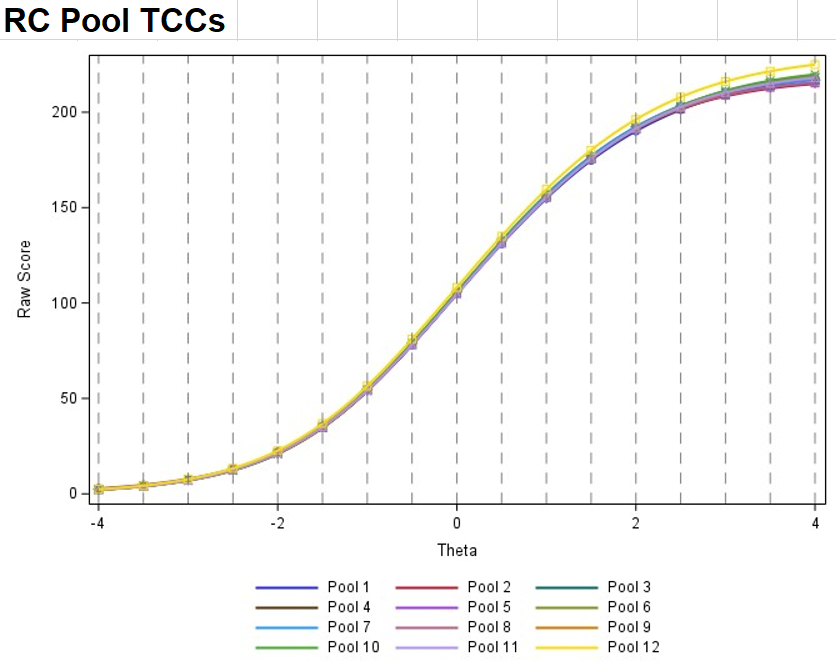 RC Pool TCCs
200
150
100
50
0
Raw Score
-4 -2 0 2 4
Theta
Pool 1 Pool 2 Pool 3
Pool 4 Pool 5 Pool 6
Pool 7 Pool 8 Pool 9
Pool 10 Pool 11 Pool 12